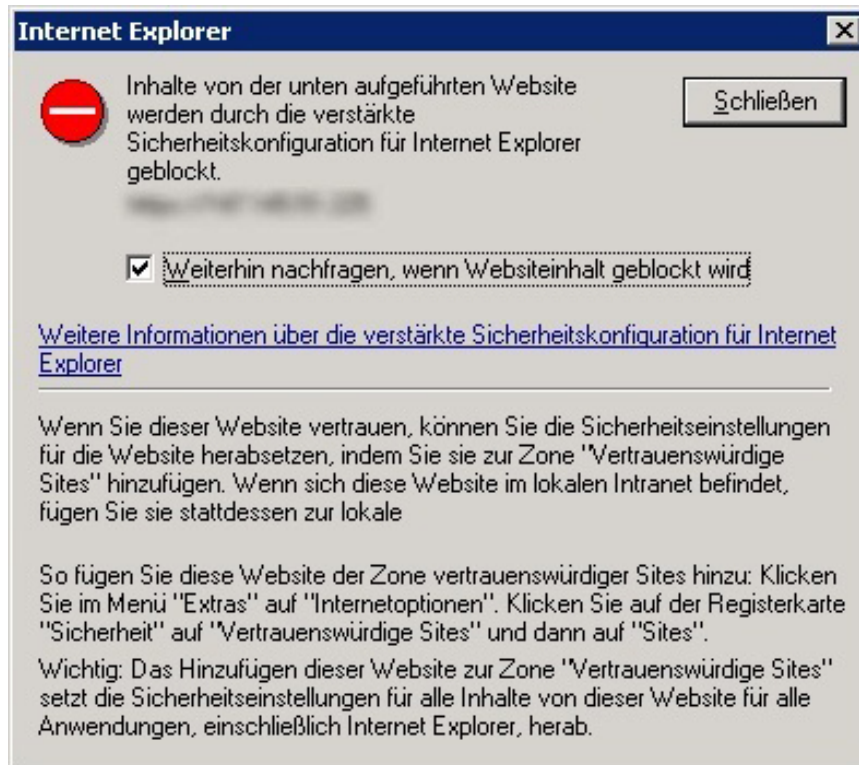 Internet Explorer
Inhalte von der unten aufgeführten Website
werden durch die verstärkte
Sicherheitskonfiguration für Internet Explorer
geblockt.
Schließen
Weiterhin nachfragen, wenn Websiteinhalt geblockt wird
Weitere Informationen über die verstärkte Sicherheitskonfiguration für Internet
Explorer
Wenn Sie dieser Website vertrauen, können Sie die Sicherheitseinstellungen
für die Website herabsetzen, indem Sie sie zur Zone "Vertrauenswürdige
Sites" hinzufügen. Wenn sich diese Website im lokalen Intranet befindet,
fügen Sie sie stattdessen zur lokale
So fügen Sie diese Website der Zone vertrauenswürdiger Sites hinzu: Klicken
Sie im Menü "Extras" auf "Internetoptionen". Klicken Sie auf der Registerkarte
"Sicherheit" auf "Vertrauenswürdige Sites" und dann auf "Sites".
Wichtig: Das Hinzufügen dieser Website zur Zone "Vertrauenswürdige Sites"
setzt die Sicherheitseinstellungen für alle Inhalte von dieser Website für alle
Anwendungen, einschließlich Internet Explorer, herab.